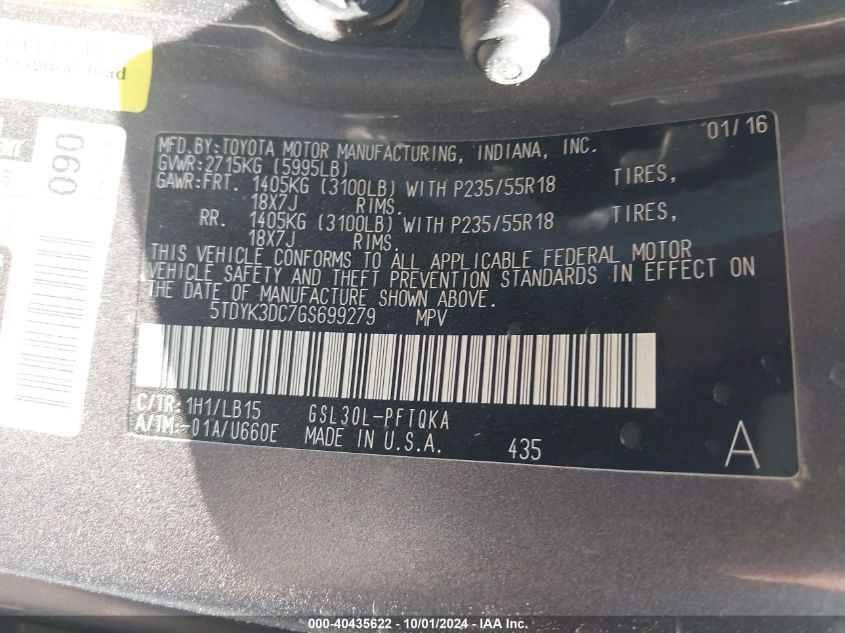 original load
090
MFD.BY:TOYOTA MOTOR MANUFACTURING, INDIANA, INC. 01/16
GVWR:2715KG (5995LB)
GAWR:FRT. 1405KG (3100LB) WITH P235/55R18 TIRES,
18X7J RIMS.
RR. 1405KG (3100LB) WITH P235/55R18 TIRES,
18X7J RIMS.
THIS VEHICLE CONFORMS TO ALL APPLICABLE FEDERAL MOTOR
VEHICLE SAFETY AND THEFT PREVENTION STANDARDS IN EFFECT ON
THE DATE OF MANUFACTURE SHOWN ABOVE.
5TDYK3DC7GS699279 MPV
C/TR:1H1/LB15 GSL30L-PFTQKA
A/TM:-01A/U660E MADE IN U.S.A. 435 A
000-40435622 - 10/01/2024 - IAA Inc.